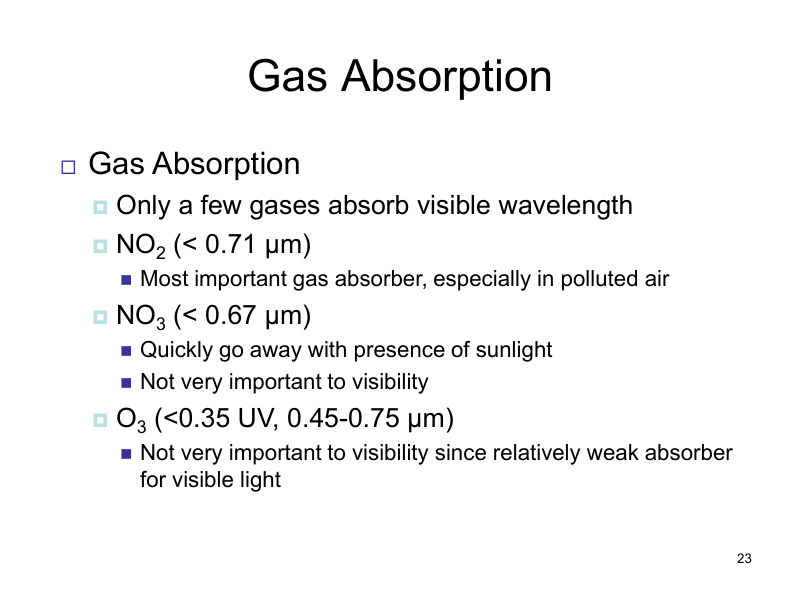 Gas Absorption
Gas Absorption
Only a few gases absorb visible wavelength
NO₂ (< 0.71 µm)
Most important gas absorber, especially in polluted air
NO₃ (< 0.67 µm)
Quickly go away with presence of sunlight
Not very important to visibility
O₃ (<0.35 UV, 0.45-0.75 µm)
Not very important to visibility since relatively weak absorber
for visible light
23